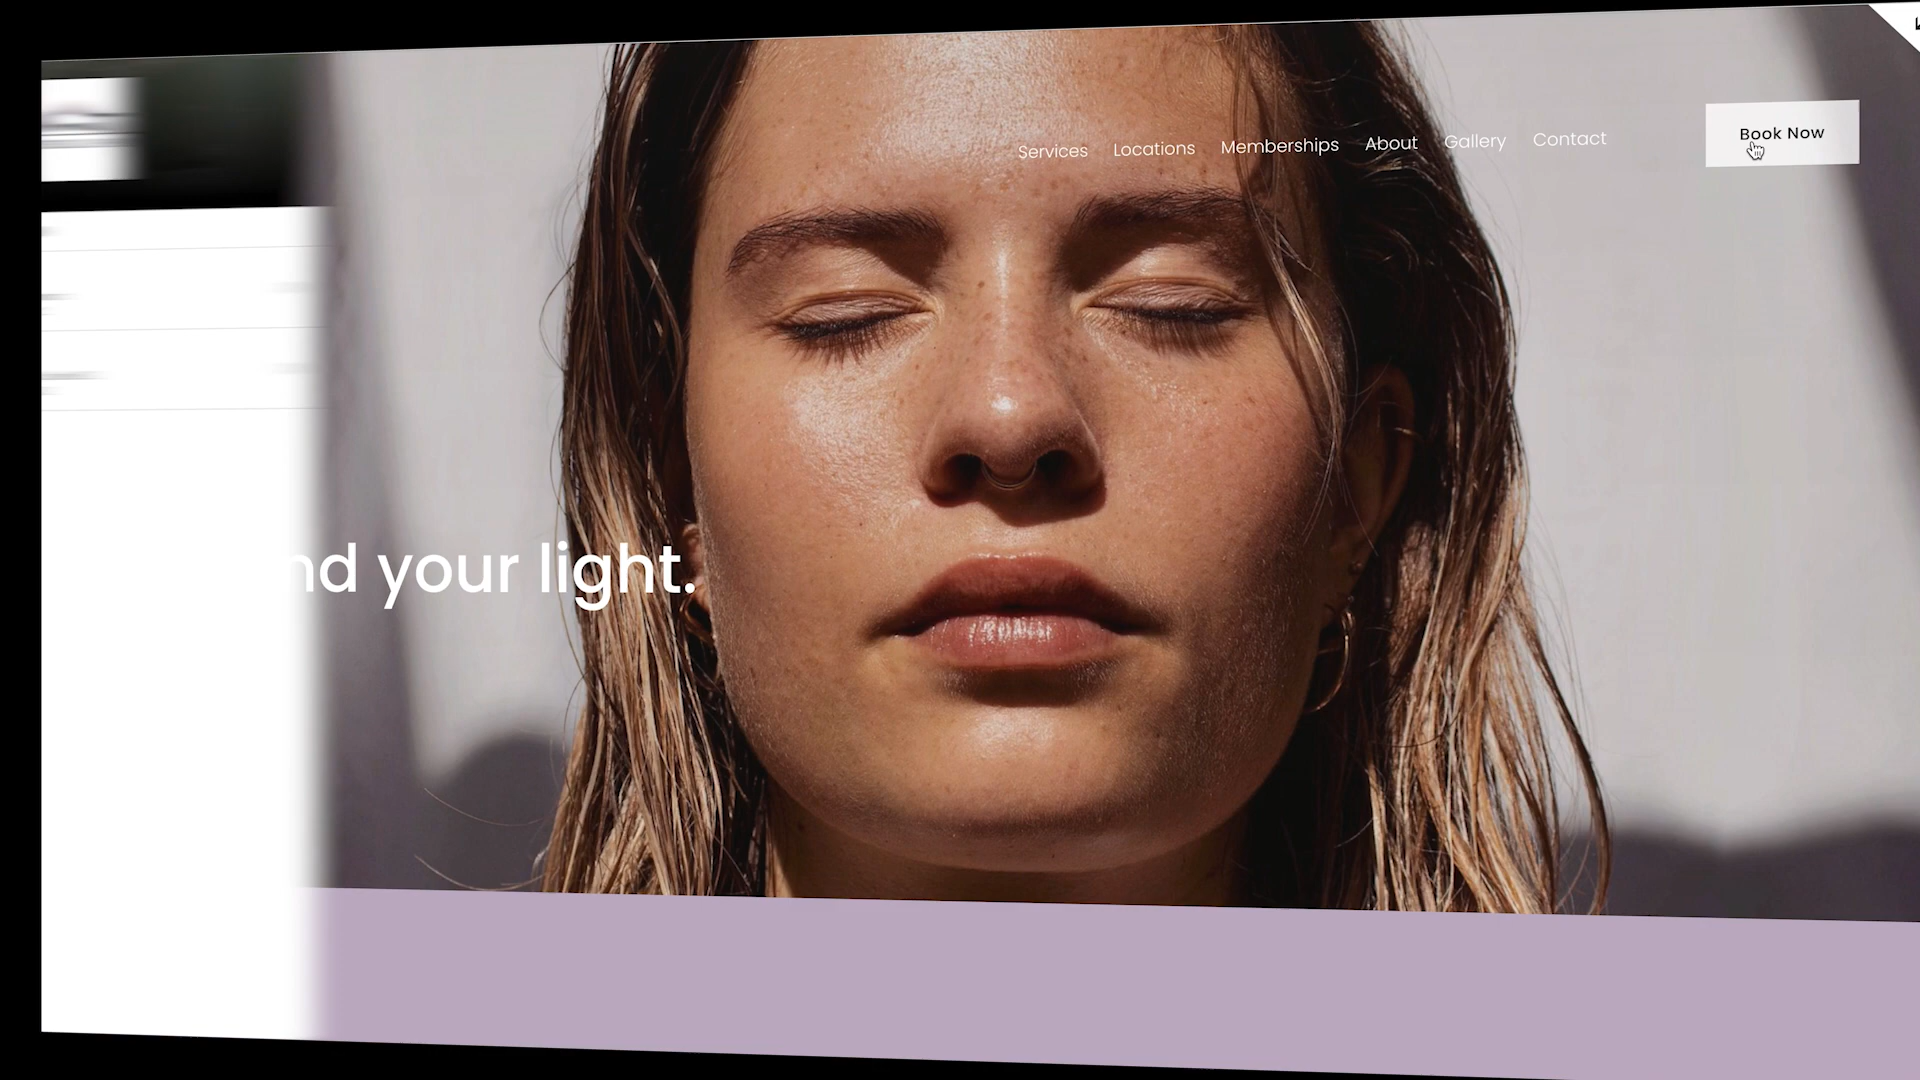 Services Locations Memberships About Gallery Contact
Book Now
nd your light.